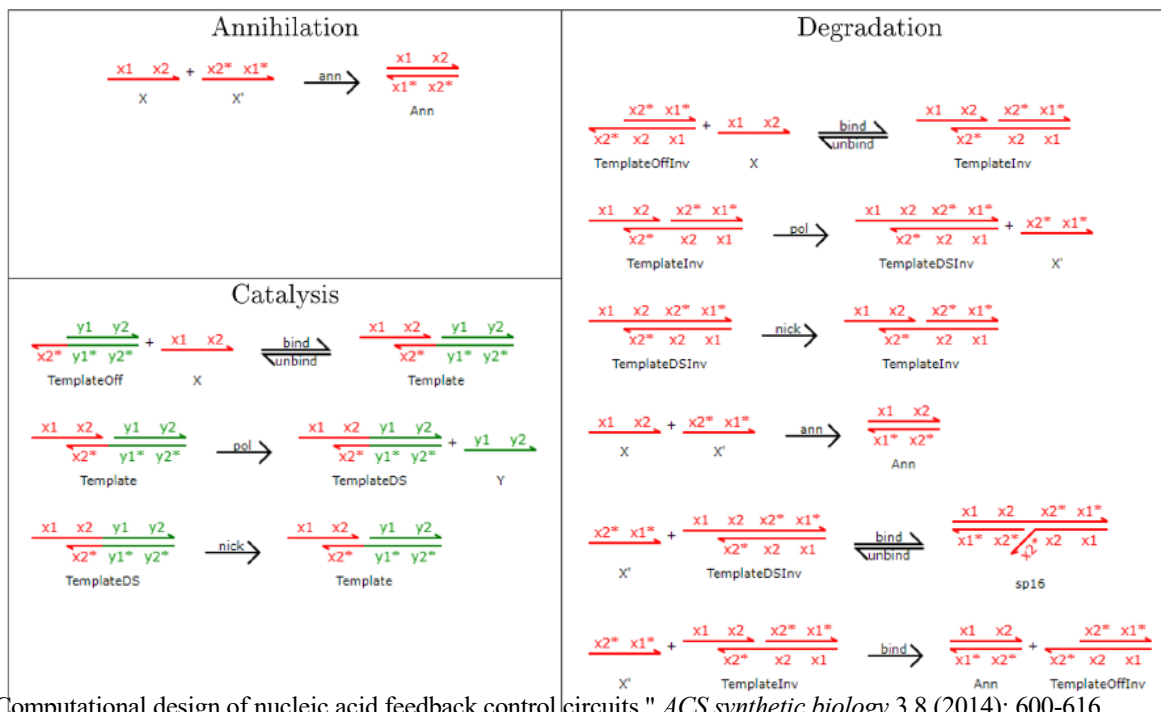 Annihilation
x1 x2 + x2* x1* ann x1 x2
x1* x2*
X X' Ann
Catalysis
y1 y2 + x1 x2 bind x1 x2 y1 y2
x2* y1* y2* unbind x2* y1* y2*
TemplateOff X Template
x1 x2 y1 y2 pol x1 x2 y1 y2 + y1 y2
x2* y1* y2* x2* y1* y2*
Template TemplateDS Y
x1 x2 y1 y2 nick x1 x2 y1 y2
x2* y1* y2* x2* y1* y2*
TemplateDS Template
Degradation
x2* x1* + x1 x2 bind x1 x2 x2* x1*
x2* x2 x1 unbind x2* x2 x1
TemplateOffInv X TemplateInv
x1 x2 x2* x1* pol x1 x2 x2* x1* + x2* x1*
x2* x2 x1 x2* x2 x1
TemplateInv TemplateDSInv X'
x1 x2 x2* x1* nick x1 x2 x2* x1*
x2* x2 x1 x2* x2 x1
TemplateDSInv TemplateInv
x1 x2 + x2* x1* ann x1 x2
x1* x2*
X X' Ann
x2* x1* + x1 x2 x2* x1* bind x1 x2 x2* x1*
x2* x2 x1 unbind x1* x2* x2* x2 x1
X' TemplateDSInv sp16
x2* x1* + x1 x2 x2* x1* bind x1 x2 + x2* x1*
x2* x2 x1 x1* x2* x2* x2 x1
X' TemplateInv Ann TemplateOffInv
Computational design of nucleic acid feedback control circuits." ACS synthetic biology 3.8 (2014): 600-616